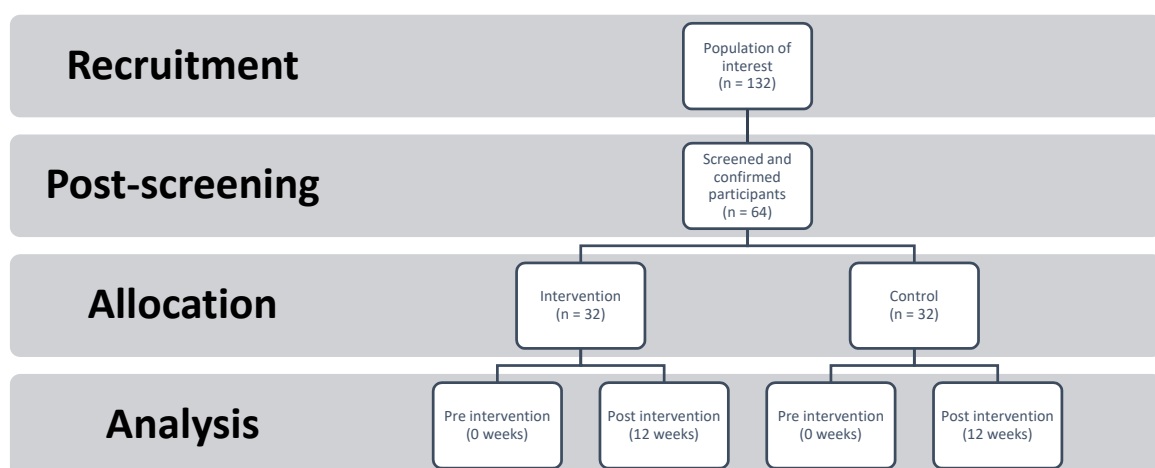 Recruitment
Population of
interest
(n = 132)
Post-screening
Screened and
confirmed
participants
(n = 64)
Allocation
Intervention
(n = 32)
Control
(n = 32)
Analysis
Pre intervention
(0 weeks)
Post intervention
(12 weeks)
Pre intervention
(0 weeks)
Post intervention
(12 weeks)